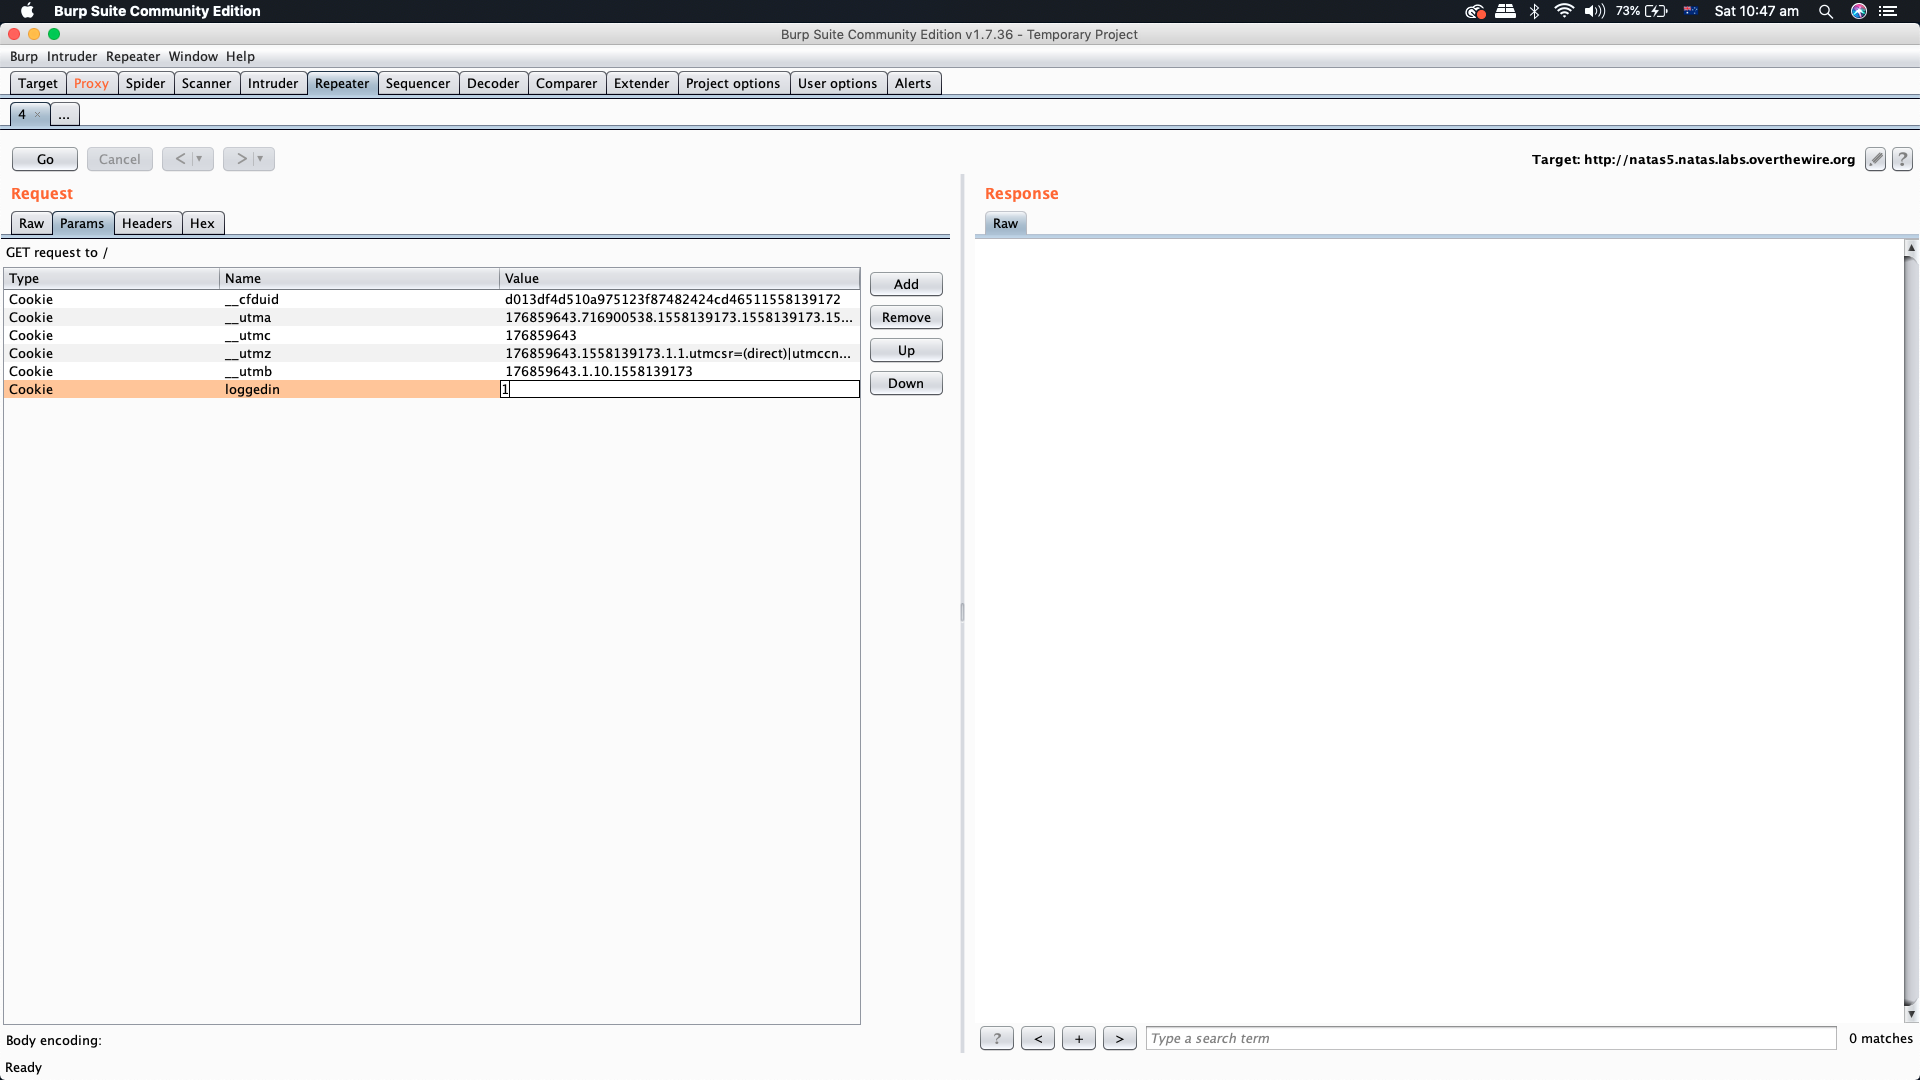 Burp Suite Community Edition 73% Sat 10:47 am
Burp Suite Community Edition v1.7.36 - Temporary Project
Burp Intruder Repeater Window Help
Target Proxy Spider Scanner Intruder Repeater Sequencer Decoder Comparer Extender Project options User options Alerts
4 × ...
Go Cancel < > Target: http://natas5.natas.labs.overthewire.org ?
Request
Raw Params Headers Hex
GET request to /
Type Name Value
Cookie __cfduid d013df4d510a975123f87482424cd46511558139172
Cookie __utma 176859643.716900538.1558139173.1558139173.15...
Cookie __utmc 176859643
Cookie __utmz 176859643.1558139173.1.1.utmcsr=(direct)|utmccn...
Cookie __utmb 176859643.1.10.1558139173
Cookie loggedin 1
Add
Remove
Up
Down
Body encoding:
Response
Raw
? < + > Type a search term 0 matches
Ready